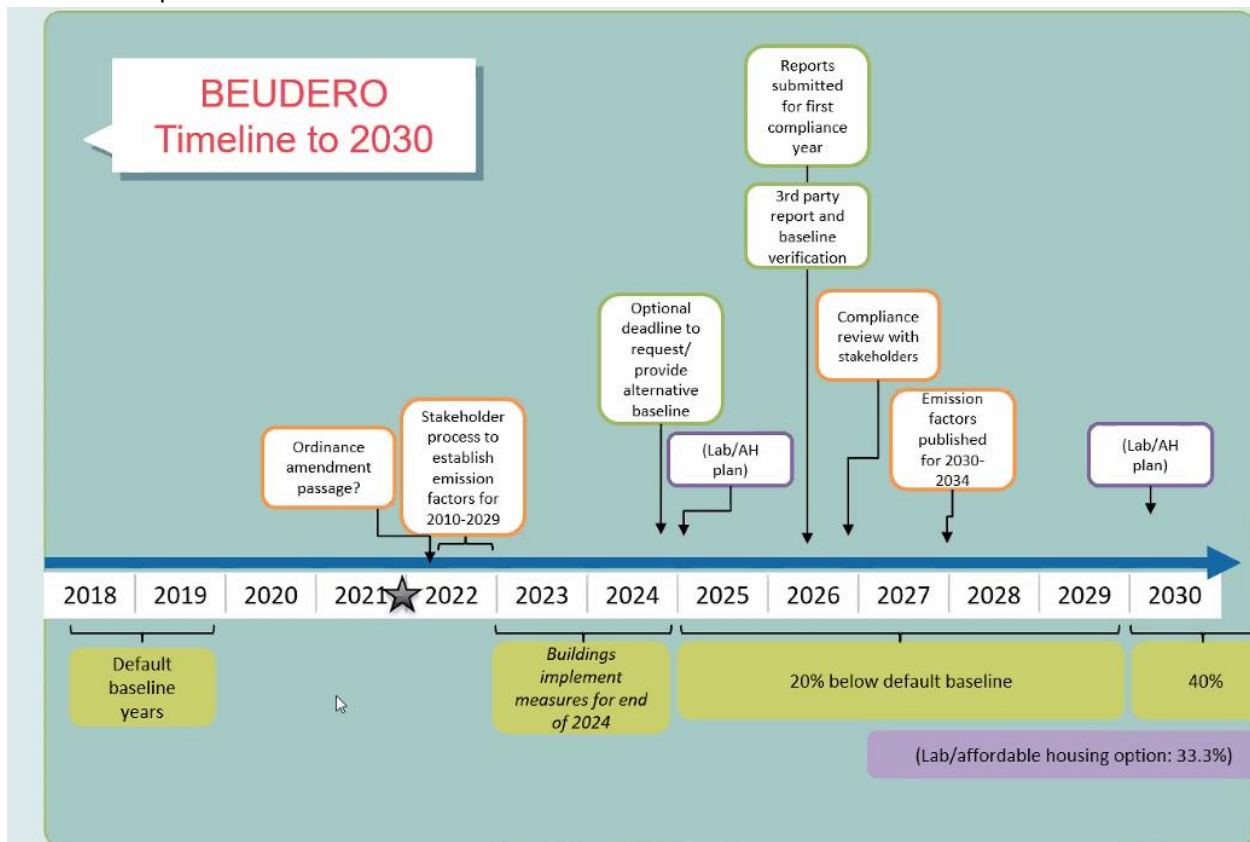 BEUDERO
Timeline to 2030
Reports
submitted
for first
compliance
year
3rd party
report and
baseline
verification
Optional
deadline to
request/
provide
alternative
baseline
Compliance
review with
stakeholders
Emission
factors
published
for 2030-
2034
Ordinance
amendment
passage?
Stakeholder
process to
establish
emission
factors for
2010-2029
(Lab/AH
plan)
(Lab/AH
plan)
2018 2019 2020 2021 2022 2023 2024 2025 2026 2027 2028 2029 2030
Default
baseline
years
Buildings
implement
measures for end
of 2024
20% below default baseline
40%
(Lab/affordable housing option: 33.3%)